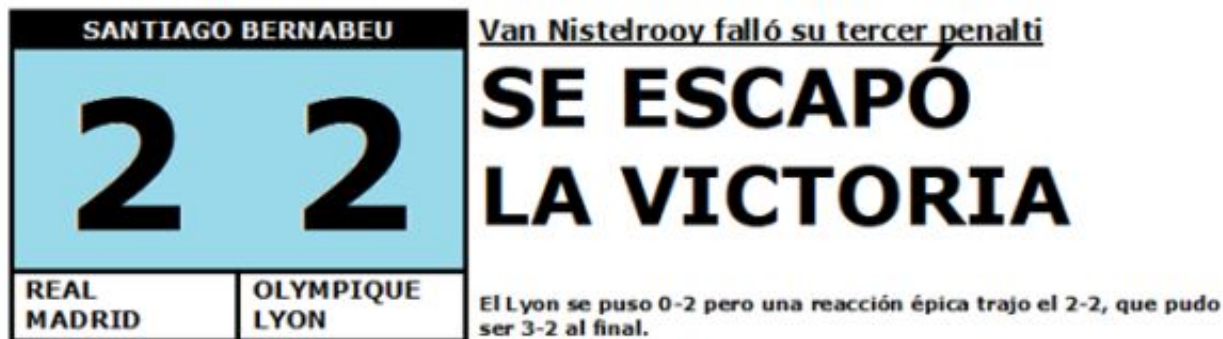 SANTIAGO BERNABEU
2 2
REAL MADRID
OLYMPIQUE LYON
Van Nistelrooy falló su tercer penalti
SE ESCAPÓ
LA VICTORIA
El Lyon se puso 0-2 pero una reacción épica trajo el 2-2, que pudo
ser 3-2 al final.